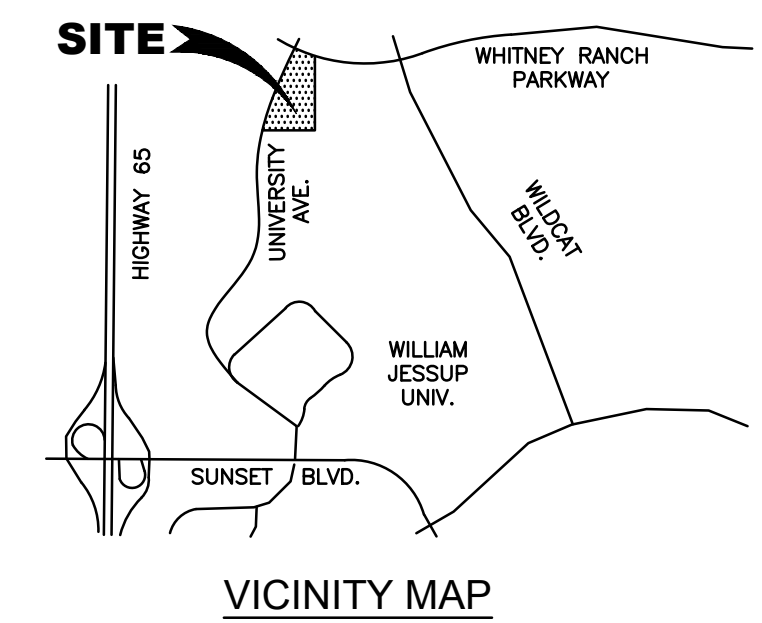 SITE
WHITNEY RANCH
PARKWAY
HIGHWAY 65
UNIVERSITY
AVE.
WILDCAT
BLVD.
WILLIAM
JESSUP
UNIV.
SUNSET BLVD.
VICINITY MAP